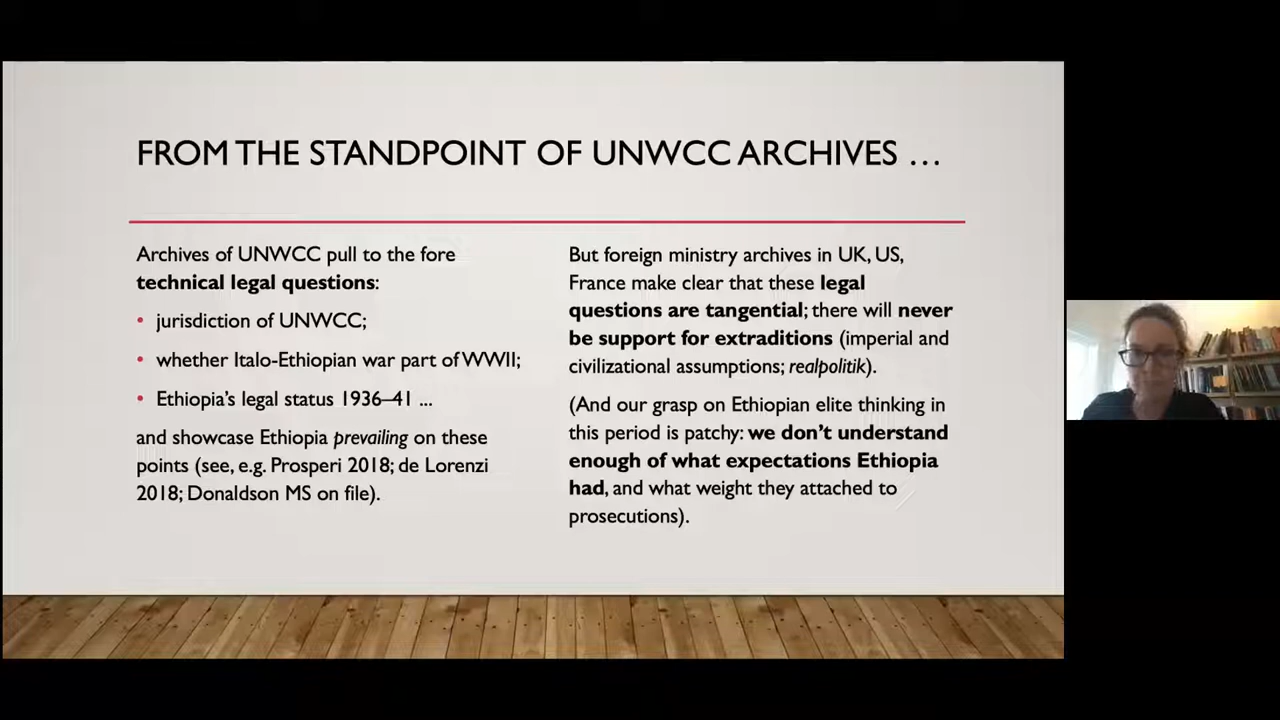 FROM THE STANDPOINT OF UNWCC ARCHIVES …
Archives of UNWCC pull to the fore
technical legal questions:
• jurisdiction of UNWCC;
• whether Italo-Ethiopian war part of WWII;
• Ethiopia’s legal status 1936–41 ...
and showcase Ethiopia prevailing on these
points (see, e.g. Prosperi 2018; de Lorenzi
2018; Donaldson MS on file).
But foreign ministry archives in UK, US,
France make clear that these legal
questions are tangential; there will never
be support for extraditions (imperial and
civilizational assumptions; realpolitik).
(And our grasp on Ethiopian elite thinking in
this period is patchy: we don’t understand
enough of what expectations Ethiopia
had, and what weight they attached to
prosecutions).